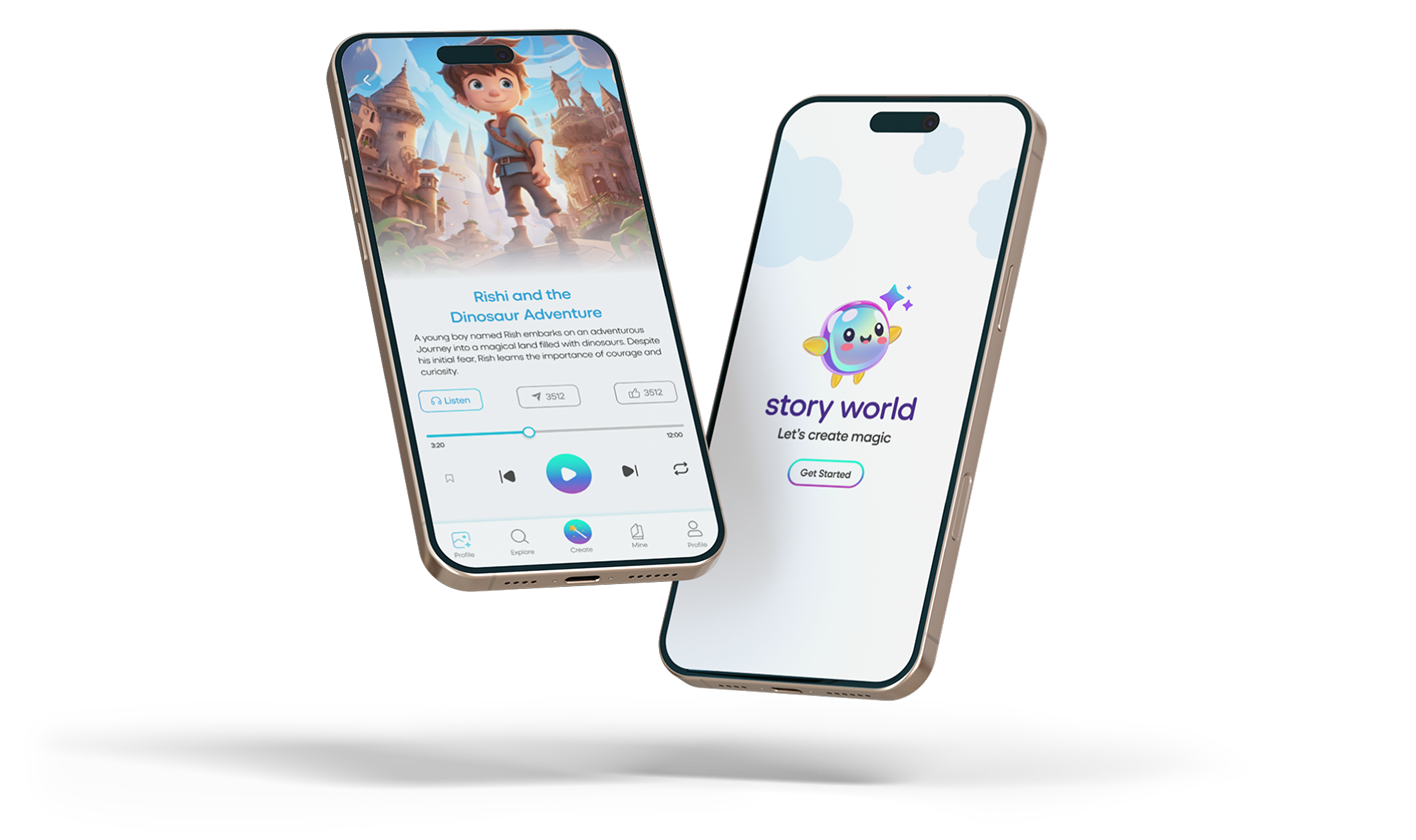 Rishi and the
Dinosaur Adventure
A young boy named Rish embarks on an adventurous
Journey into a magical land filled with dinosaurs. Despite
his initial fear, Rish learns the importance of courage and
curiosity.
Listen
3512
3512
3:20
12:00
Profile
Explore
Create
Mine
Profile
story world
Let's create magic
Get Started